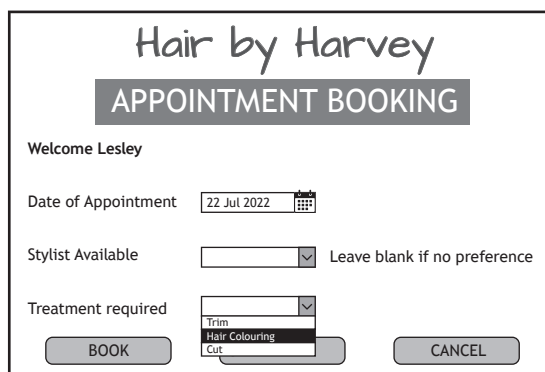 Hair by Harvey
APPOINTMENT BOOKING
Welcome Lesley
Date of Appointment 22 Jul 2022
Stylist Available Leave blank if no preference
Treatment required
Trim
Hair Colouring
Cut
BOOK CANCEL